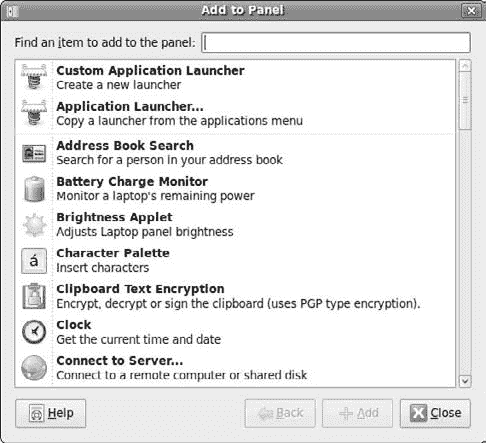 Add to Panel
Find an item to add to the panel:
Custom Application Launcher
Create a new launcher
Application Launcher...
Copy a launcher from the applications menu
Address Book Search
Search for a person in your address book
Battery Charge Monitor
Monitor a laptop's remaining power
Brightness Applet
Adjusts Laptop panel brightness
á
Character Palette
Insert characters
Clipboard Text Encryption
Encrypt, decrypt or sign the clipboard (uses PGP type encryption).
Clock
Get the current time and date
Connect to Server...
Connect to a remote computer or shared disk
Help
Back
Add
Close